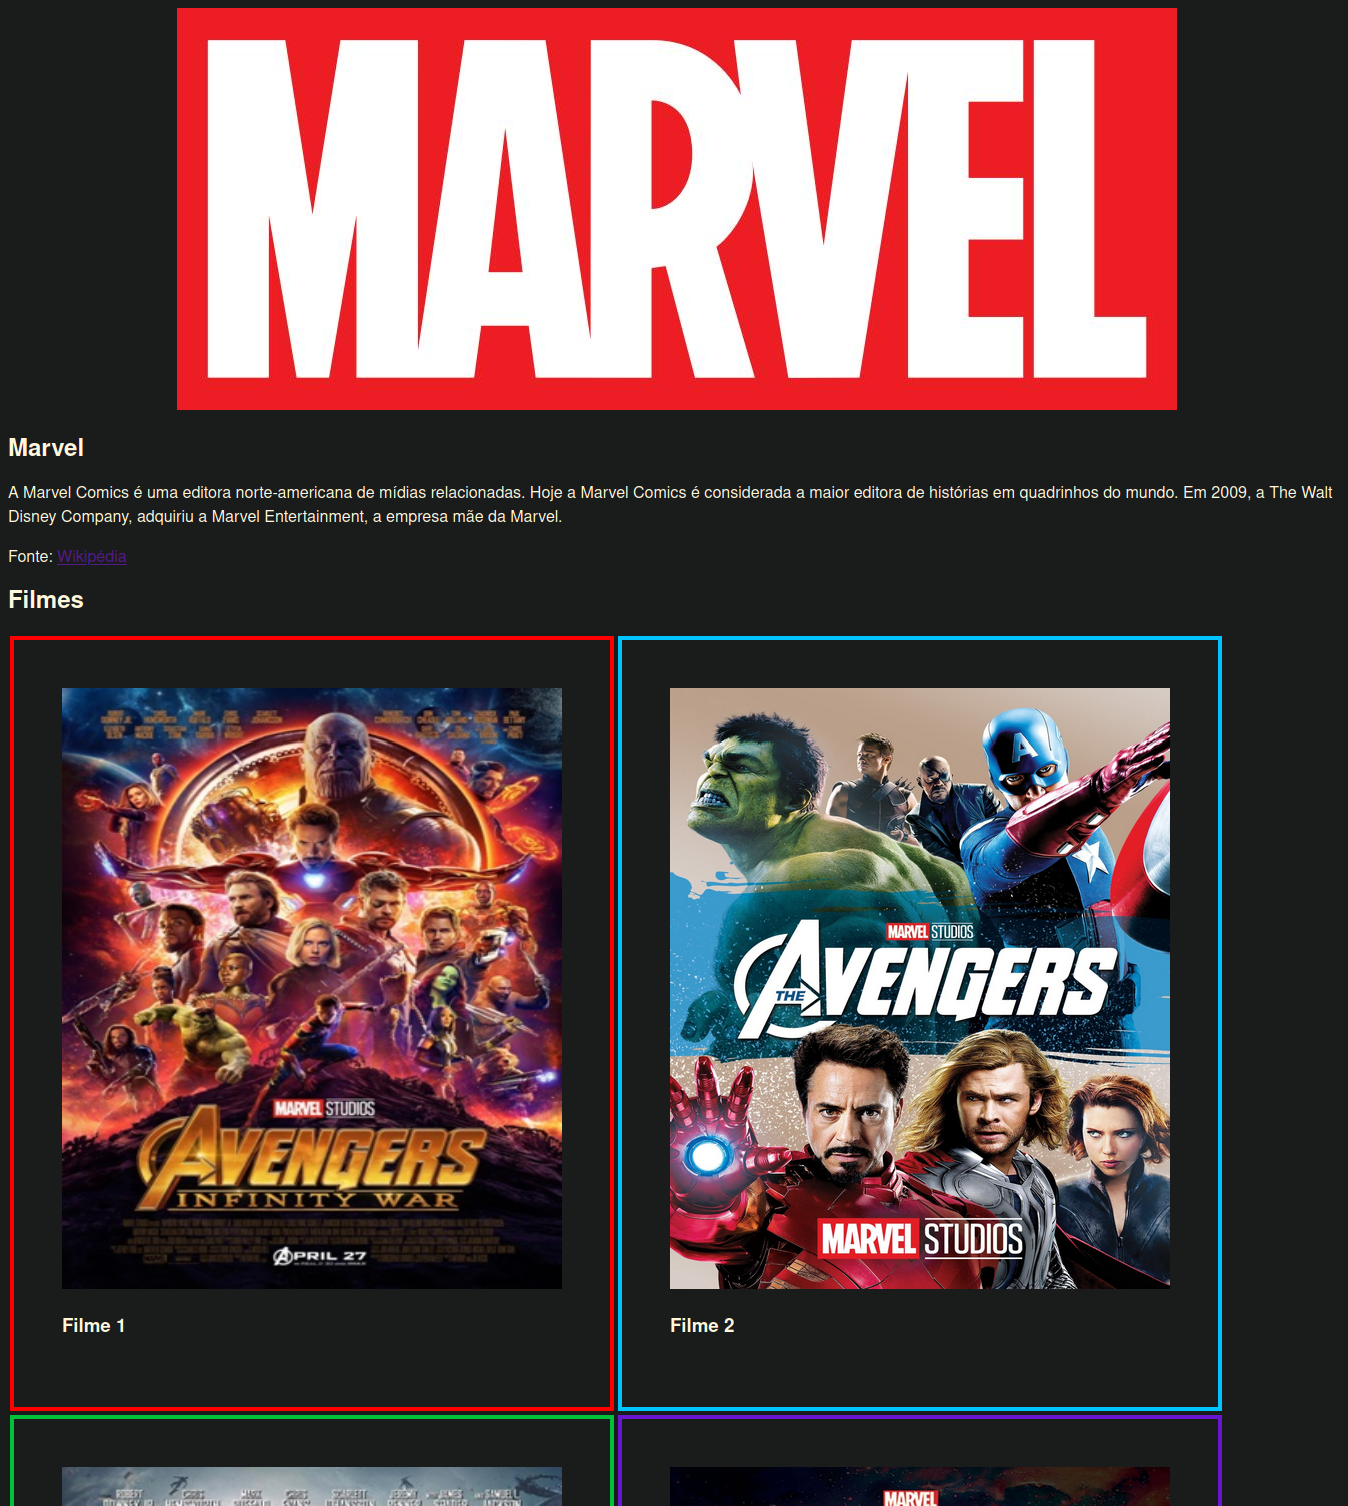 MARVEL
Marvel
A Marvel Comics é uma editora norte-americana de mídias relacionadas. Hoje a Marvel Comics é considerada a maior editora de histórias em quadrinhos do mundo. Em 2009, a The Walt
Disney Company, adquiriu a Marvel Entertainment, a empresa mãe da Marvel.
Fonte: Wikipédia
Filmes
MARVEL STUDIOS
AVENGERS
INFINITY WAR
APRIL 27
Filme 1
A
MARVEL STUDIOS
THE AVENGERS
MARVEL STUDIOS
Filme 2
MARVEL